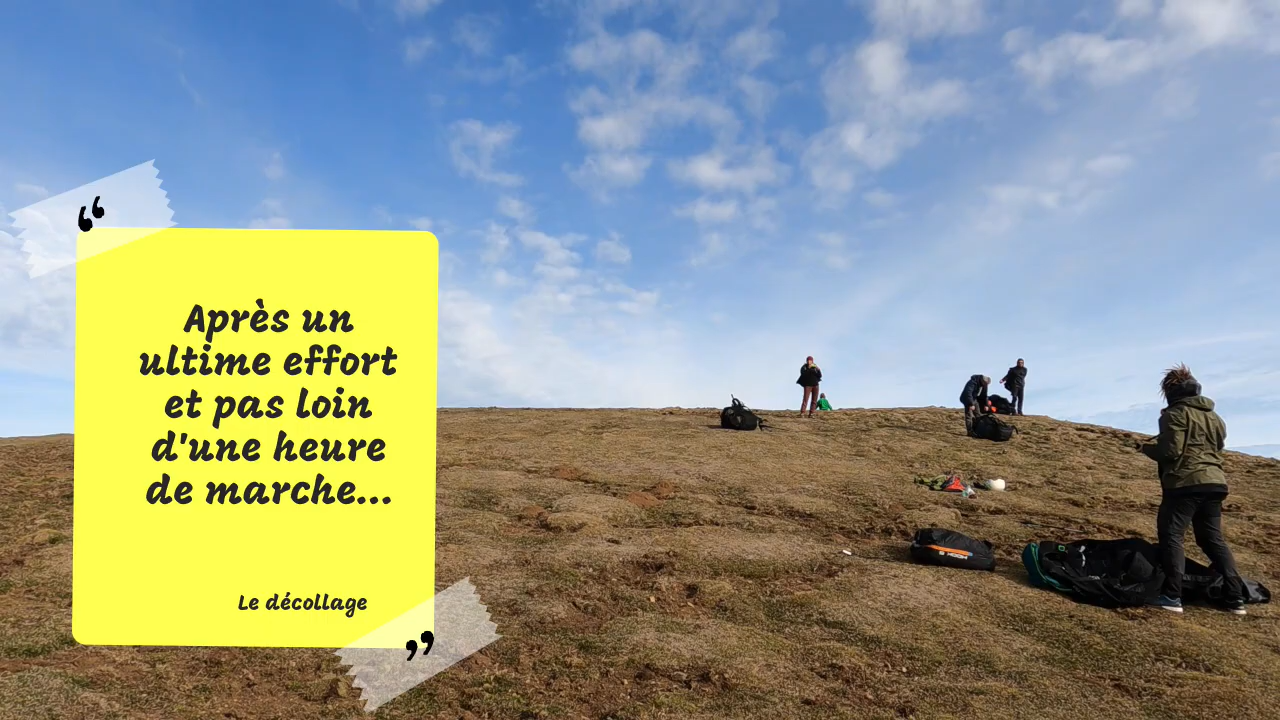 “
Après un
ultime effort
et pas loin
d'une heure
de marche...
Le décollage
”